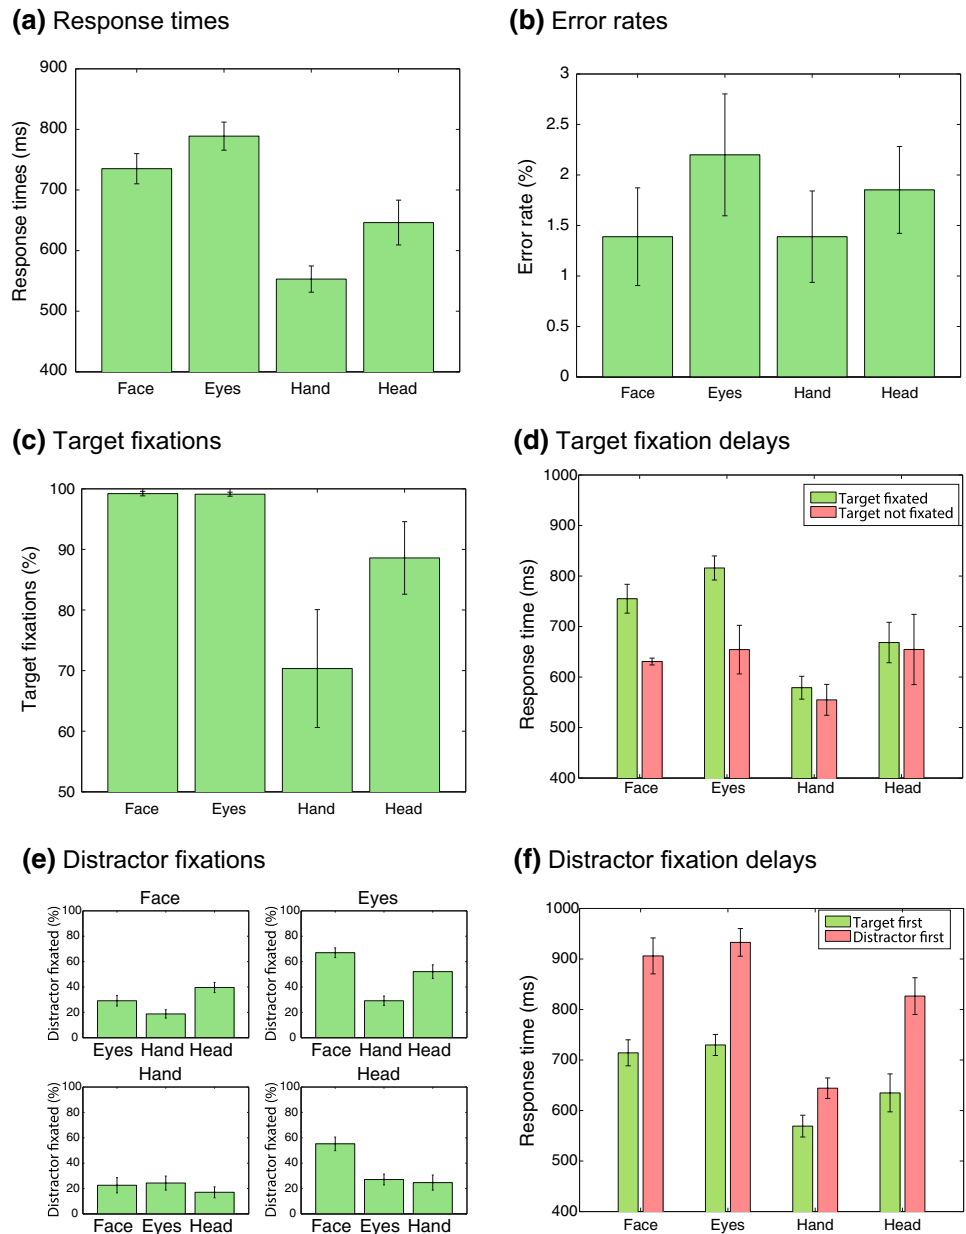 (a) Response times
900
800
700
600
500
400
Response times (ms)
Face Eyes Hand Head
(b) Error rates
3
2.5
2
1.5
1
0.5
0
Error rate (%)
Face Eyes Hand Head
(c) Target fixations
100
90
80
70
60
50
Target fixations (%)
Face Eyes Hand Head
(d) Target fixation delays
1000
900
800
700
600
500
400
Response time (ms)
Target fixated
Target not fixated
Face Eyes Hand Head
(e) Distractor fixations
Face
100
80
60
40
20
0
Distractor fixated (%)
Eyes Hand Head
Eyes
100
80
60
40
20
0
Distractor fixated (%)
Face Hand Head
Hand
100
80
60
40
20
0
Distractor fixated (%)
Face Eyes Head
Head
100
80
60
40
20
0
Distractor fixated (%)
Face Eyes Hand
(f) Distractor fixation delays
1000
900
800
700
600
500
400
Response time (ms)
Target first
Distractor first
Face Eyes Hand Head